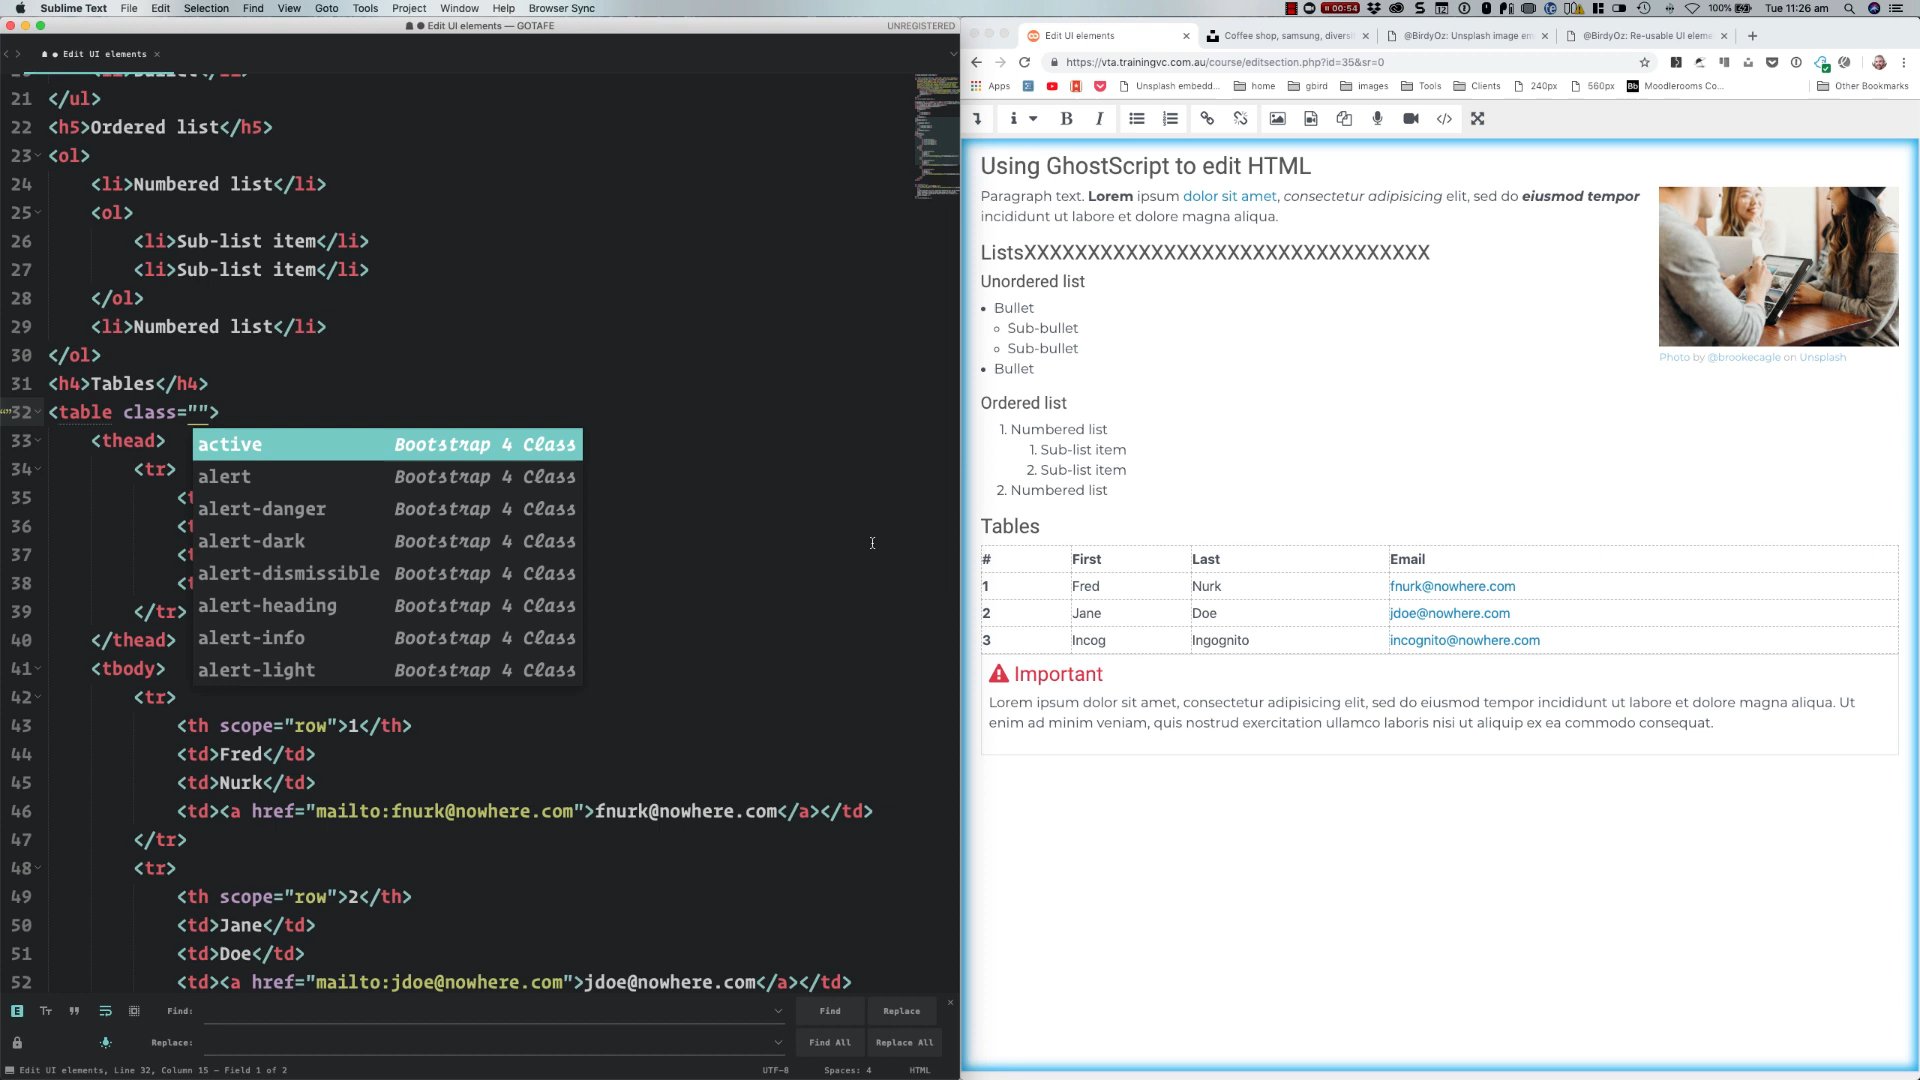 Sublime Text File Edit Selection Find View Goto Tools Project Window Help Browser Sync 00:54 12 100% Tue 11:26 am
Edit UI elements — GOTAFE UNREGISTERED
Edit UI elements ×
21 </ul>
22 <h5>Ordered list</h5>
23 <ol>
24 <li>Numbered list</li>
25 <ol>
26 <li>Sub-list item</li>
27 <li>Sub-list item</li>
28 </ol>
29 <li>Numbered list</li>
30 </ol>
31 <h4>Tables</h4>
32 <table class="">
33 <thead>
34 <tr>
35 <t
36 <t
37 <t
38 <t
39 </tr>
40 </thead>
41 <tbody>
42 <tr>
43 <th scope="row">1</th>
44 <td>Fred</td>
45 <td>Nurk</td>
46 <td><a href="mailto:fnurk@nowhere.com">fnurk@nowhere.com</a></td>
47 </tr>
48 <tr>
49 <th scope="row">2</th>
50 <td>Jane</td>
51 <td>Doe</td>
52 <td><a href="mailto:jdoe@nowhere.com">jdoe@nowhere.com</a></td>
active Bootstrap 4 Class
alert Bootstrap 4 Class
alert-danger Bootstrap 4 Class
alert-dark Bootstrap 4 Class
alert-dismissible Bootstrap 4 Class
alert-heading Bootstrap 4 Class
alert-info Bootstrap 4 Class
alert-light Bootstrap 4 Class
Find: Find Replace
Replace: Find All Replace All
Edit UI elements, Line 32, Column 15 – Field 1 of 2 UTF-8 Spaces: 4 HTML
Edit UI elements × Coffee shop, samsung, diversi × @BirdyOz: Unsplash image em × @BirdyOz: Re-usable UI eleme × +
https://vta.trainingvc.com.au/course/editsection.php?id=35&sr=0
Apps Unsplash embedd... home gbird images Tools Clients 240px 560px Bb Moodlerooms Co... Other Bookmarks
i B I </>
Using GhostScript to edit HTML
Paragraph text. Lorem ipsum dolor sit amet, consectetur adipisicing elit, sed do eiusmod tempor
incididunt ut labore et dolore magna aliqua.
ListsXXXXXXXXXXXXXXXXXXXXXXXXXXXXXXXX
Unordered list
• Bullet
Sub-bullet
Sub-bullet
• Bullet
Photo by @brookecagle on Unsplash
Ordered list
1. Numbered list
1. Sub-list item
2. Sub-list item
2. Numbered list
Tables
# First Last Email
1 Fred Nurk fnurk@nowhere.com
2 Jane Doe jdoe@nowhere.com
3 Incog Ingognito incognito@nowhere.com
Important
Lorem ipsum dolor sit amet, consectetur adipisicing elit, sed do eiusmod tempor incididunt ut labore et dolore magna aliqua. Ut
enim ad minim veniam, quis nostrud exercitation ullamco laboris nisi ut aliquip ex ea commodo consequat.